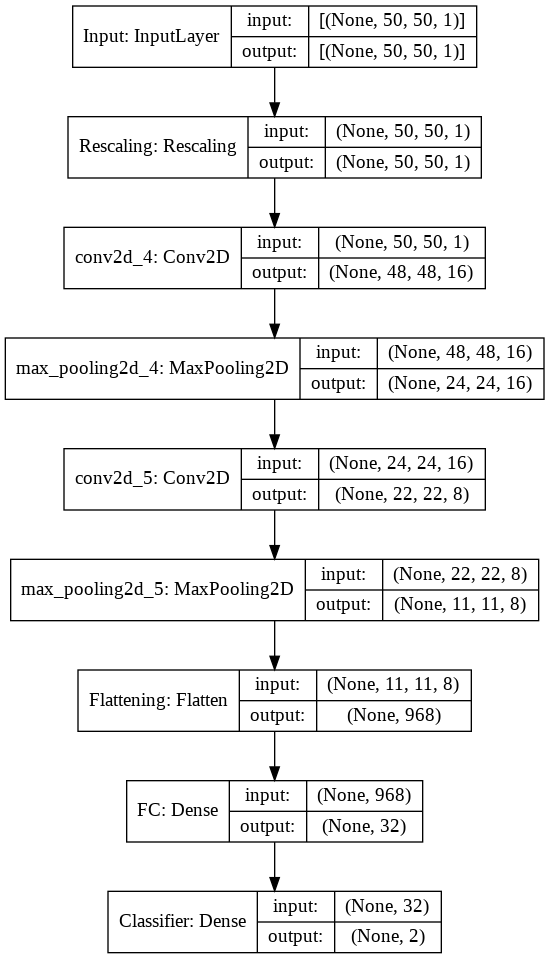 Input: InputLayer
input:
[(None, 50, 50, 1)]
output:
[(None, 50, 50, 1)]
Rescaling: Rescaling
input:
(None, 50, 50, 1)
output:
(None, 50, 50, 1)
conv2d_4: Conv2D
input:
(None, 50, 50, 1)
output:
(None, 48, 48, 16)
max_pooling2d_4: MaxPooling2D
input:
(None, 48, 48, 16)
output:
(None, 24, 24, 16)
conv2d_5: Conv2D
input:
(None, 24, 24, 16)
output:
(None, 22, 22, 8)
max_pooling2d_5: MaxPooling2D
input:
(None, 22, 22, 8)
output:
(None, 11, 11, 8)
Flattening: Flatten
input:
(None, 11, 11, 8)
output:
(None, 968)
FC: Dense
input:
(None, 968)
output:
(None, 32)
Classifier: Dense
input:
(None, 32)
output:
(None, 2)